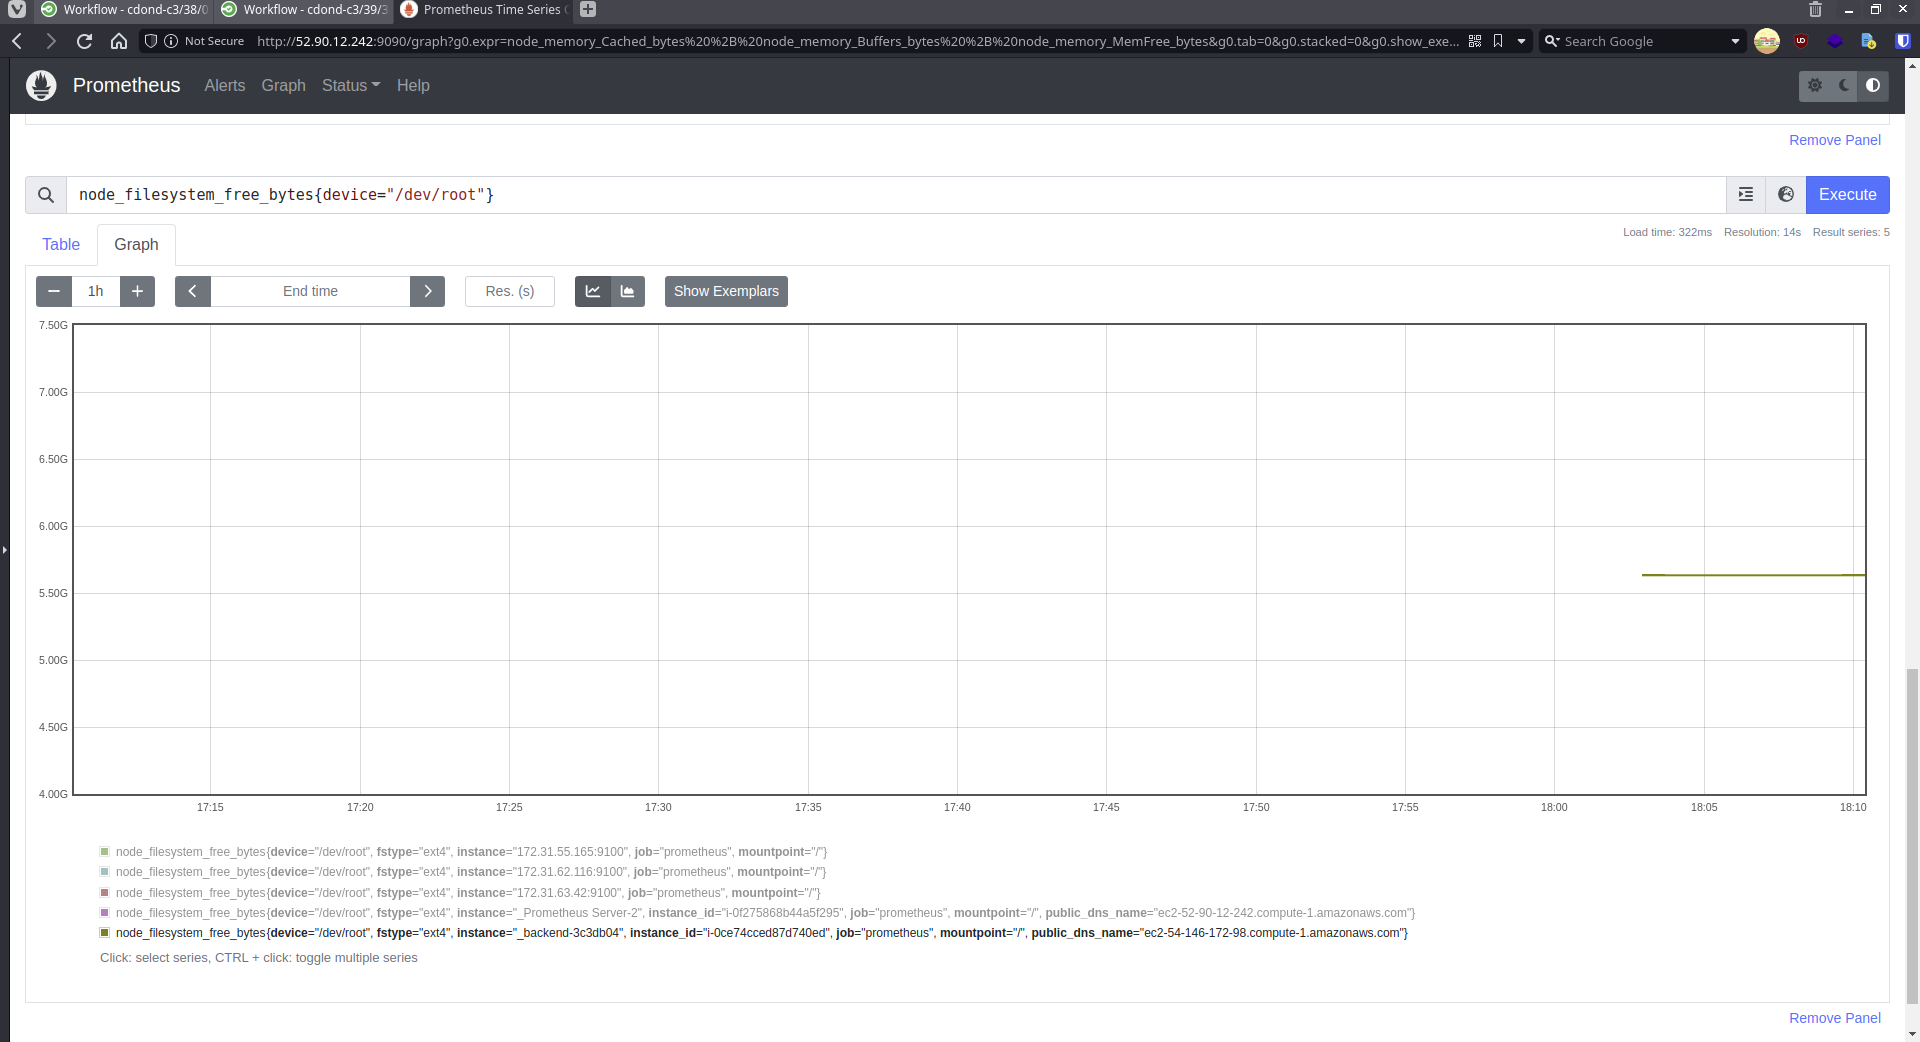 Workflow - cdond-c3/38/0
Workflow - cdond-c3/39/3
Prometheus Time Series C
Not Secure
http://52.90.12.242:9090/graph?g0.expr=node_memory_Cached_bytes%20%2B%20node_memory_Buffers_bytes%20%2B%20node_memory_MemFree_bytes&g0.tab=0&g0.stacked=0&g0.show_exe...
Search Google
Prometheus
Alerts
Graph
Status
Help
Remove Panel
node_filesystem_free_bytes{device="/dev/root"}
Execute
Table
Graph
Load time: 322ms Resolution: 14s Result series: 5
1h
End time
Res. (s)
Show Exemplars
7.50G
7.00G
6.50G
6.00G
5.50G
5.00G
4.50G
4.00G
17:15 17:20 17:25 17:30 17:35 17:40 17:45 17:50 17:55 18:00 18:05 18:10
node_filesystem_free_bytes{device="/dev/root", fstype="ext4", instance="172.31.55.165:9100", job="prometheus", mountpoint="/"}
node_filesystem_free_bytes{device="/dev/root", fstype="ext4", instance="172.31.62.116:9100", job="prometheus", mountpoint="/"}
node_filesystem_free_bytes{device="/dev/root", fstype="ext4", instance="172.31.63.42:9100", job="prometheus", mountpoint="/"}
node_filesystem_free_bytes{device="/dev/root", fstype="ext4", instance="_Prometheus Server-2", instance_id="i-0f275868b44a5f295", job="prometheus", mountpoint="/", public_dns_name="ec2-52-90-12-242.compute-1.amazonaws.com"}
node_filesystem_free_bytes{device="/dev/root", fstype="ext4", instance="_backend-3c3db04", instance_id="i-0ce74cced87d740ed", job="prometheus", mountpoint="/", public_dns_name="ec2-54-146-172-98.compute-1.amazonaws.com"}
Click: select series, CTRL + click: toggle multiple series
Remove Panel